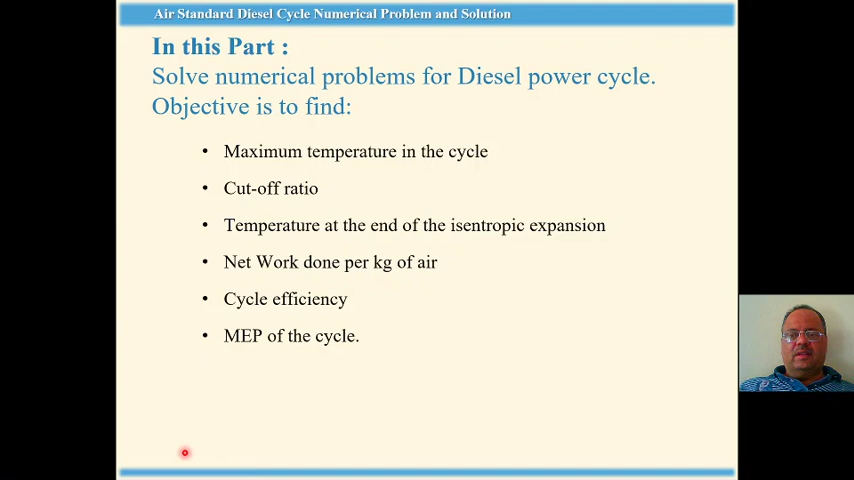 Air Standard Diesel Cycle Numerical Problem and Solution
In this Part :
Solve numerical problems for Diesel power cycle.
Objective is to find:
• Maximum temperature in the cycle
• Cut-off ratio
• Temperature at the end of the isentropic expansion
• Net Work done per kg of air
• Cycle efficiency
• MEP of the cycle.